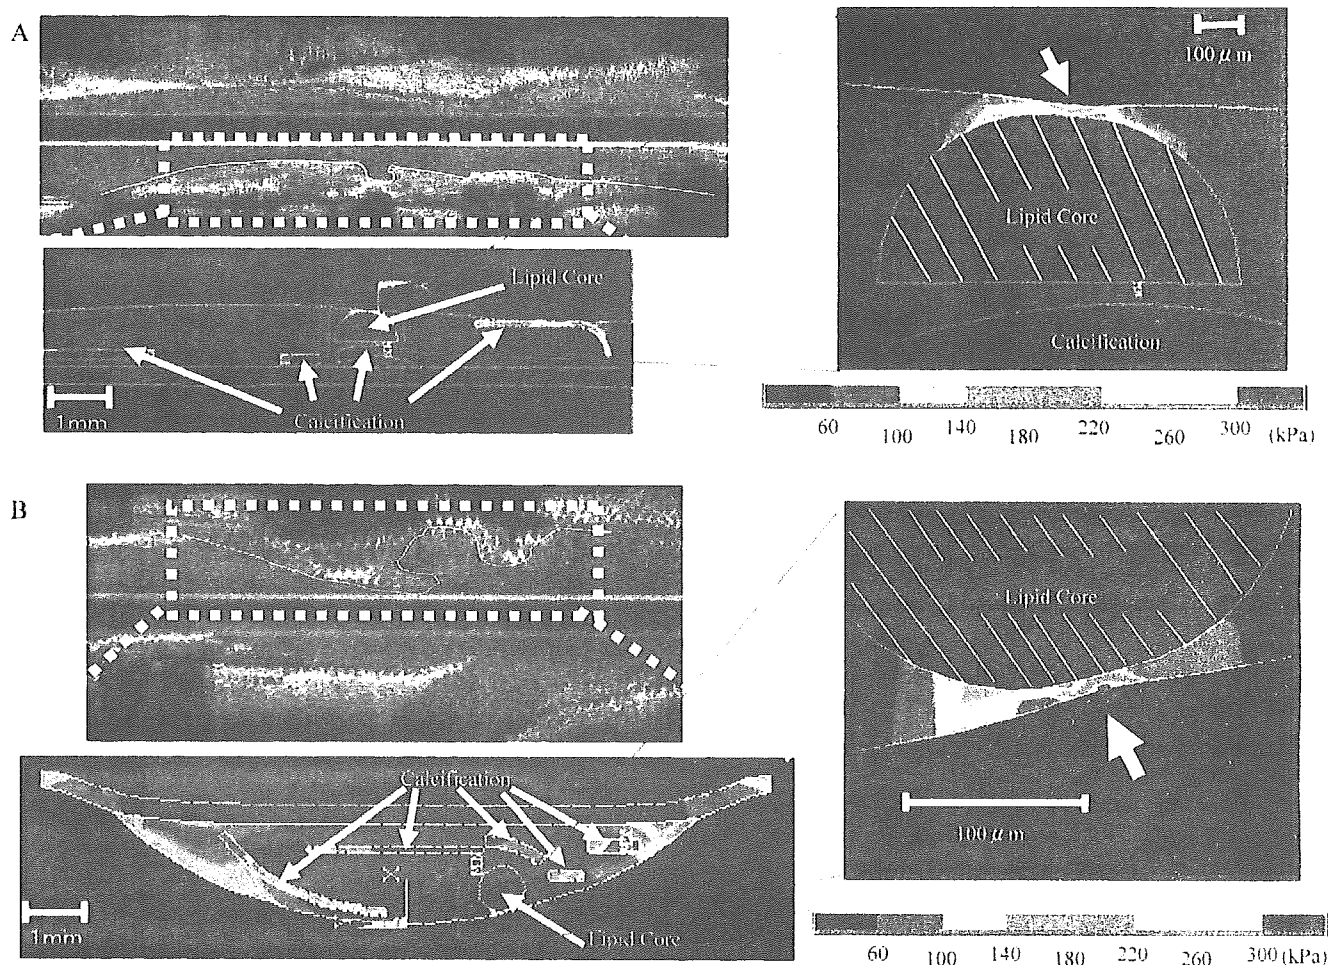 A
100 μm
Lipid Core
Lipid Core
Calcification
1mm
Calcification
60 100 140 180 220 260 300 (kPa)
B
Lipid Core
Calcification
100 μm
1mm
Lipid Core
60 100 140 180 220 260 300 (kPa)